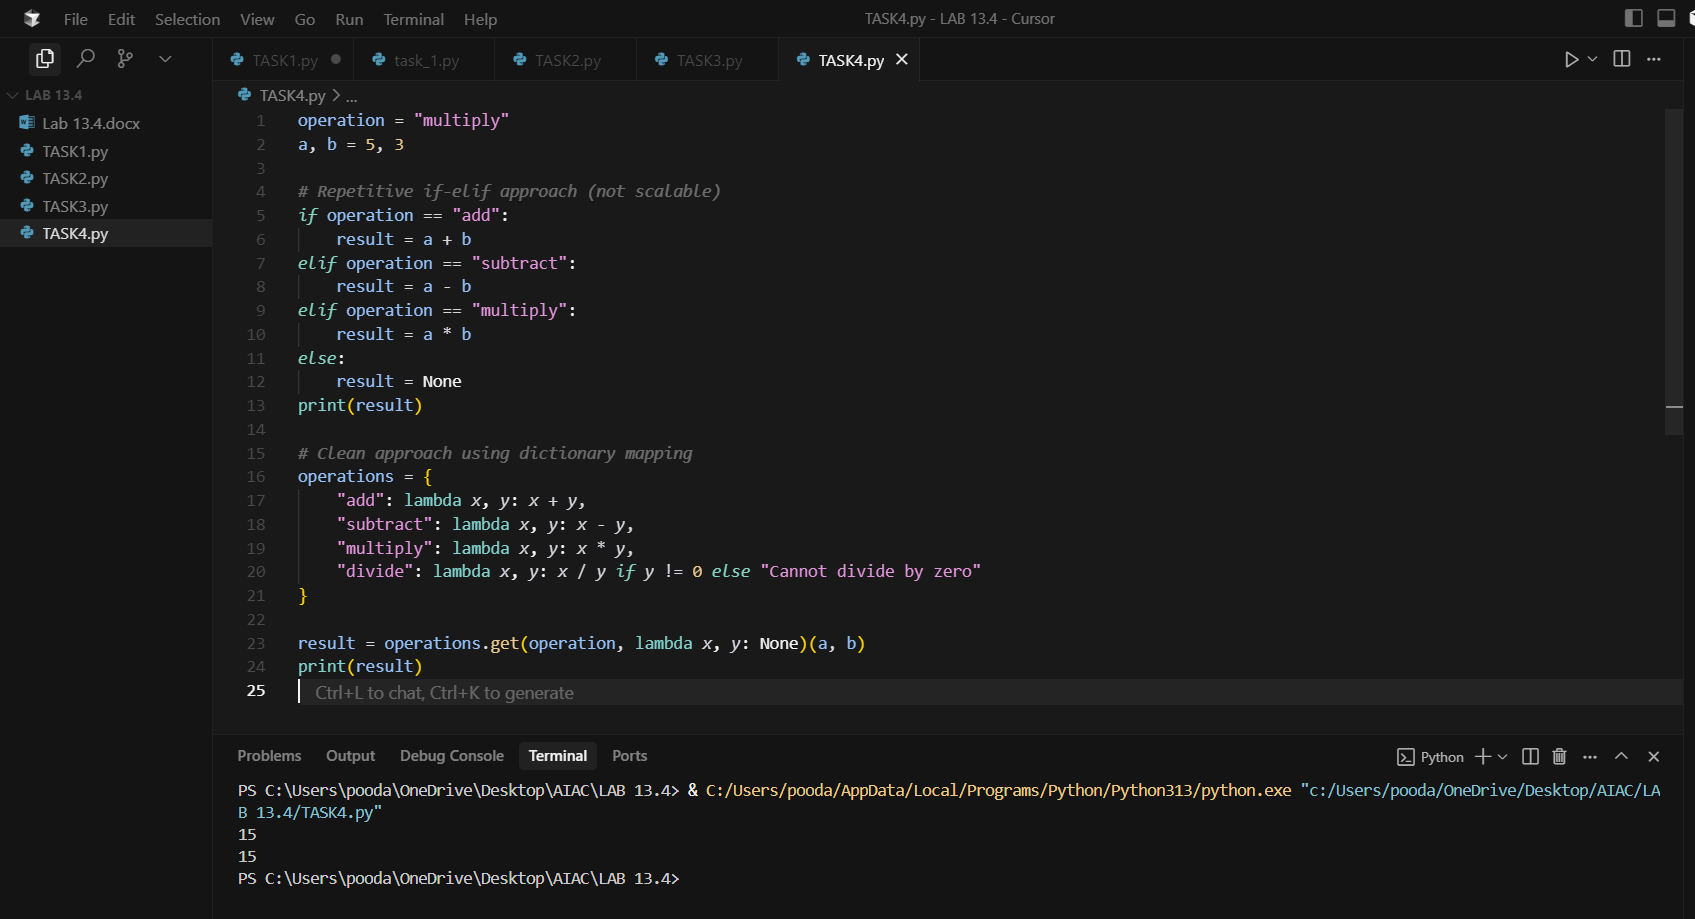 File Edit Selection View Go Run Terminal Help
TASK4.py - LAB 13.4 - Cursor
TASK1.py task_1.py TASK2.py TASK3.py TASK4.py
LAB 13.4
Lab 13.4.docx
TASK1.py
TASK2.py
TASK3.py
TASK4.py
TASK4.py > ...
1 operation = "multiply"
2 a, b = 5, 3
3
4 # Repetitive if-elif approach (not scalable)
5 if operation == "add":
6     result = a + b
7 elif operation == "subtract":
8     result = a - b
9 elif operation == "multiply":
10     result = a * b
11 else:
12     result = None
13 print(result)
14
15 # Clean approach using dictionary mapping
16 operations = {
17     "add": lambda x, y: x + y,
18     "subtract": lambda x, y: x - y,
19     "multiply": lambda x, y: x * y,
20     "divide": lambda x, y: x / y if y != 0 else "Cannot divide by zero"
21 }
22
23 result = operations.get(operation, lambda x, y: None)(a, b)
24 print(result)
25 Ctrl+L to chat, Ctrl+K to generate
Problems Output Debug Console Terminal Ports
Python
PS C:\Users\pooda\OneDrive\Desktop\AIAC\LAB 13.4> & C:/Users/pooda/AppData/Local/Programs/Python/Python313/python.exe "c:/Users/pooda/OneDrive/Desktop/AIAC/LA
B 13.4/TASK4.py"
15
15
PS C:\Users\pooda\OneDrive\Desktop\AIAC\LAB 13.4>